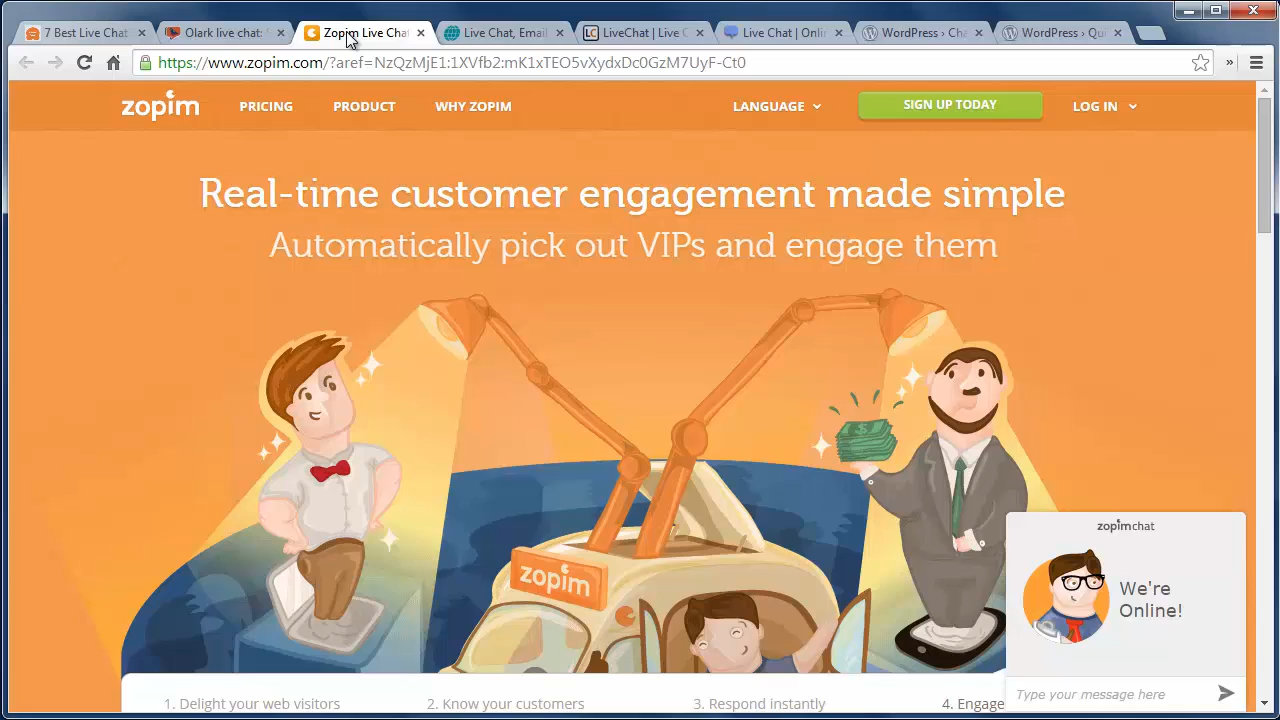 7 Best Live Chat
Olark live chat:
Zopim Live Chat
Live Chat, Email
LiveChat | Live C
Live Chat | Onli
WordPress › Cha
WordPress › Qui
https://www.zopim.com/?aref=NzQzMjE1:1XVfb2:mK1xTEO5vXydxDc0GzM7UyF-Ct0
zopim
PRICING
PRODUCT
WHY ZOPIM
LANGUAGE
SIGN UP TODAY
LOG IN
Real-time customer engagement made simple
Automatically pick out VIPs and engage them
zopim
zopim chat
We're
Online!
Type your message here
1. Delight your web visitors
2. Know your customers
3. Respond instantly
4. Engage